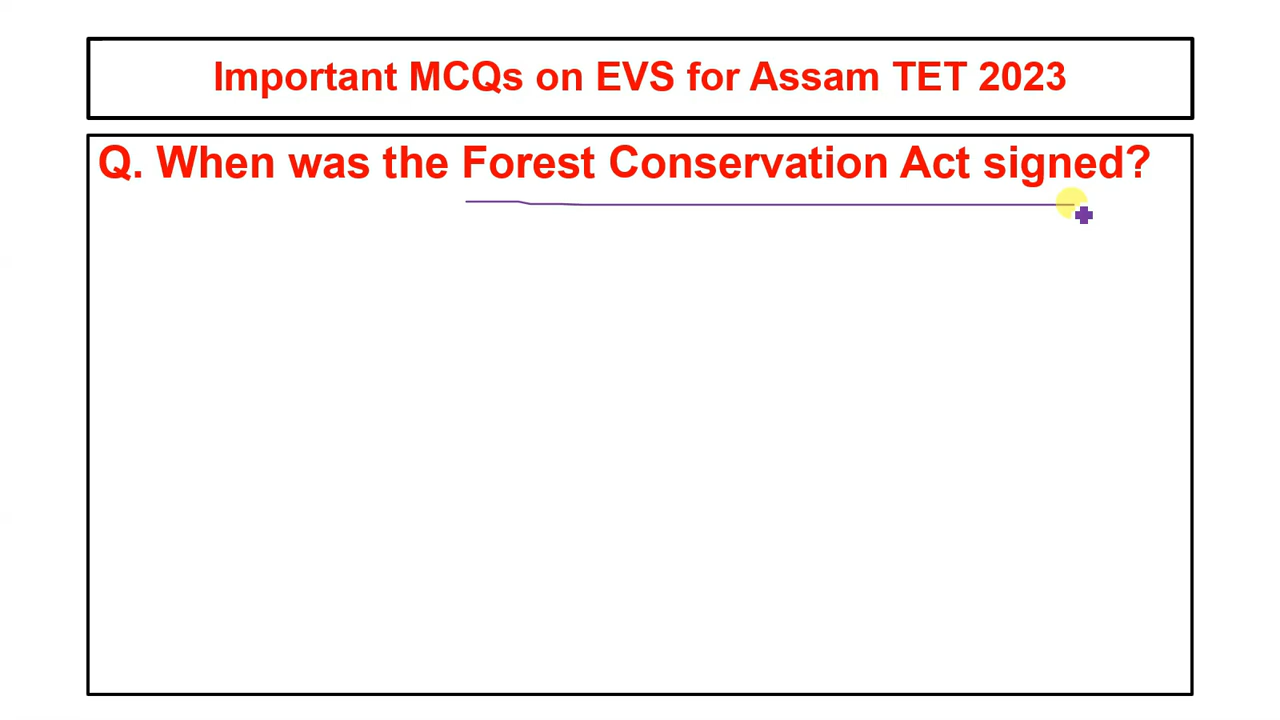 Important MCQs on EVS for Assam TET 2023
Q. When was the Forest Conservation Act signed?